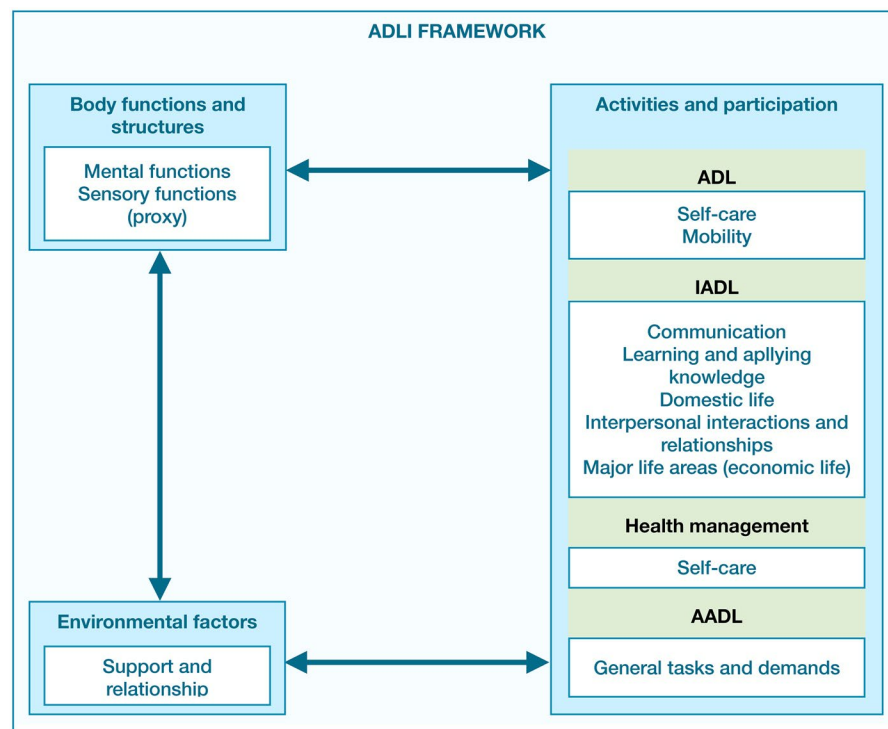 ADLI FRAMEWORK
Body functions and
structures
Mental functions
Sensory functions
(proxy)
Environmental factors
Support and
relationship
Activities and participation
ADL
Self-care
Mobility
IADL
Communication
Learning and apllying
knowledge
Domestic life
Interpersonal interactions and
relationships
Major life areas (economic life)
Health management
Self-care
AADL
General tasks and demands